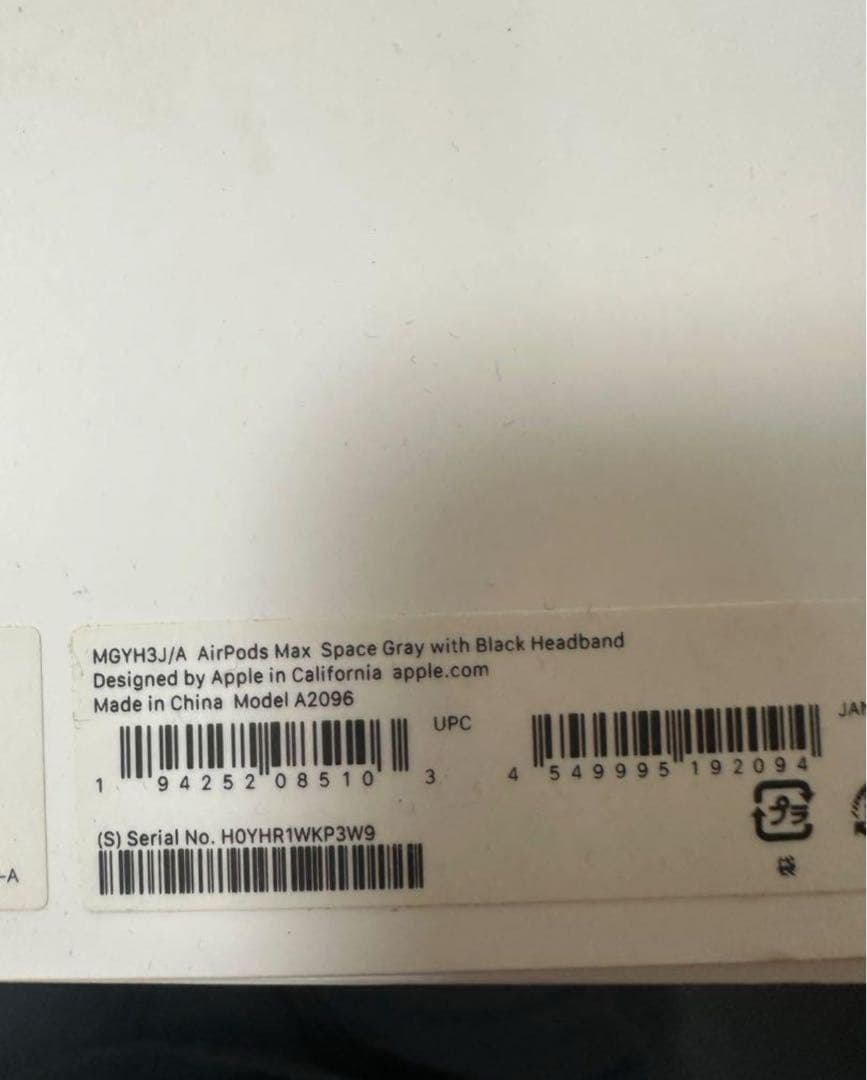 MGYH3J/A AirPods Max Space Gray with Black Headband
Designed by Apple in California apple.com
Made in China Model A2096
UPC
JAN
1 94252 08510 3
4 549995 192094
(S) Serial No. H0YHR1WKP3W9
プラ
袋
-A